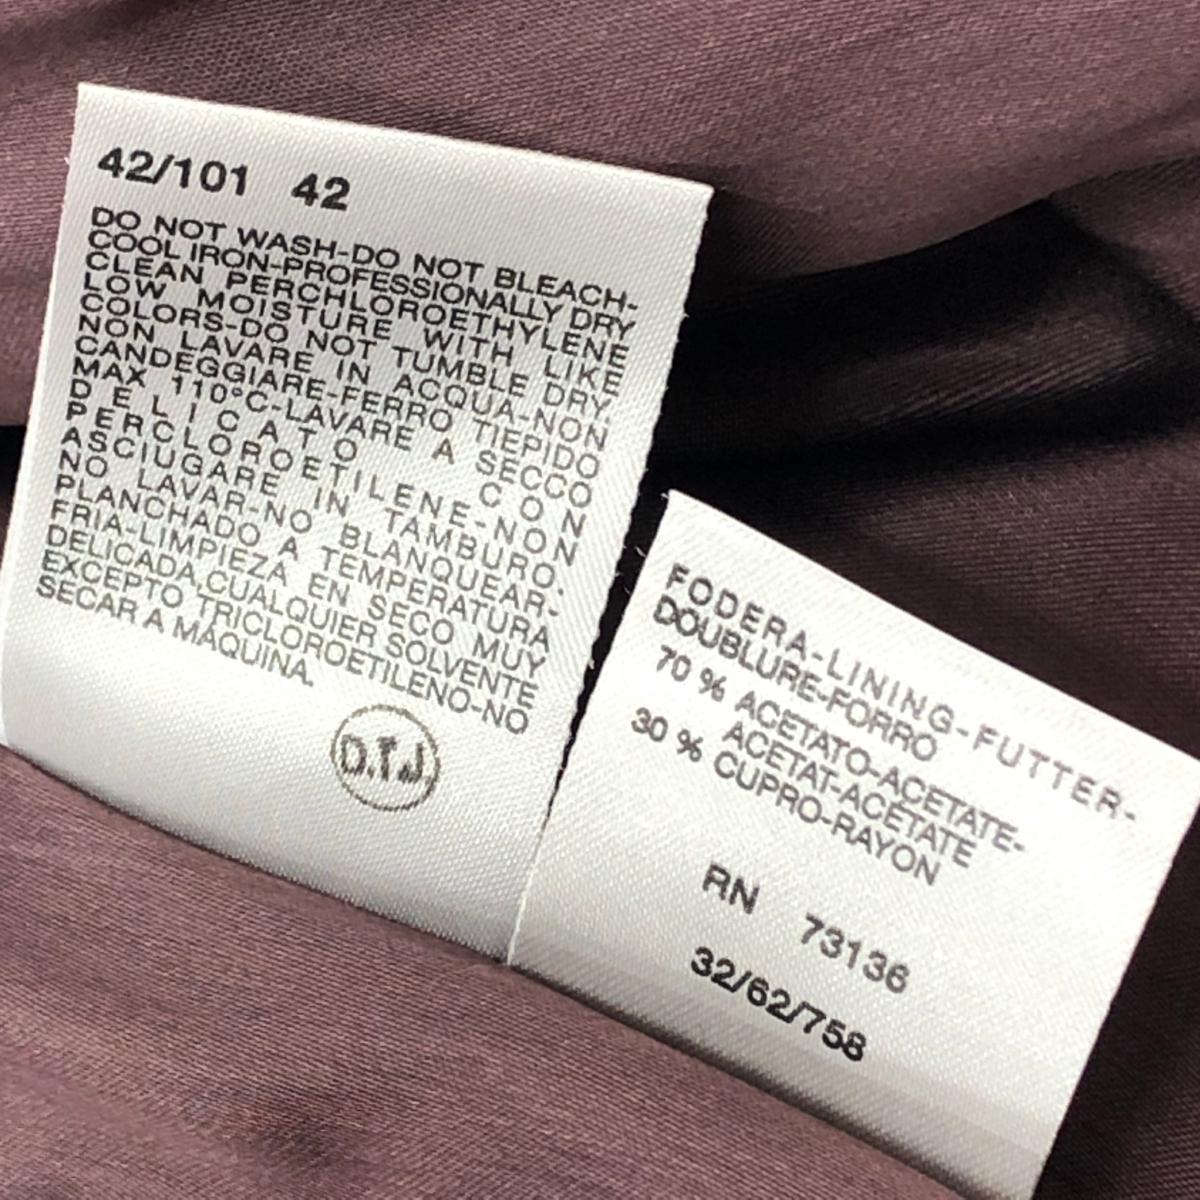 42/101 42
DO NOT WASH-DO NOT BLEACH-
COOL IRON-PROFESSIONALLY DRY
CLEAN PERCHLOROETHYLENE
LOW MOISTURE WITH LIKE
COLORS-DO NOT TUMBLE DRY.
NON LAVARE IN ACQUA-NON
CANDEGGIARE-FERRO TIEPIDO
MAX 110°C-LAVARE A SECCO
DELICATO CON
PERCLOROETILENE-NON
ASCIUGARE IN TAMBURO.
NO LAVAR-NO BLANQUEAR-
PLANCHADO A TEMPERATURA
FRIA-LIMPIEZA EN SECO MUY
DELICADA,CUALQUIER SOLVENTE
EXCEPTO TRICLOROETILENO-NO
SECAR A MAQUINA.
D.T.J.
FODERA-LINING-FUTTER-
DOUBLURE-FORRO
70 % ACETATO-ACETATE-
ACETAT-ACETATE
30 % CUPRO-RAYON
RN 73136
32/62/758